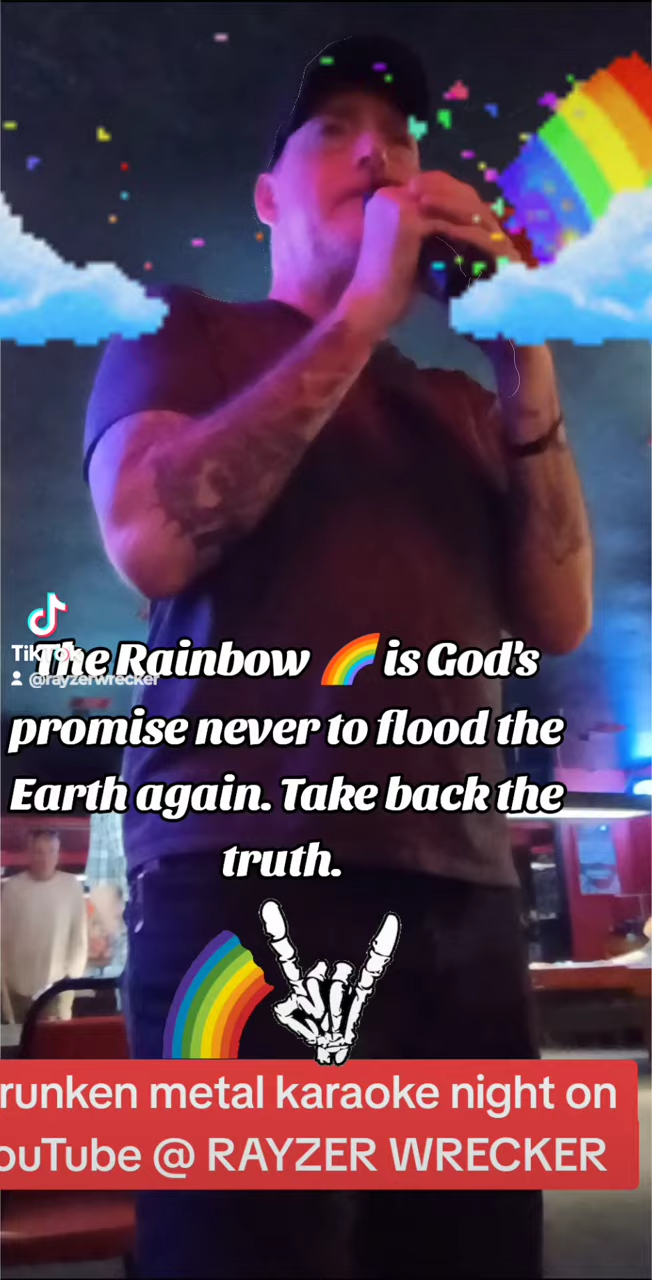 TikTok
@rayzerwrecker
The Rainbow 🌈 is God's
promise never to flood the
Earth again. Take back the
truth.
runken metal karaoke night on
ouTube @ RAYZER WRECKER